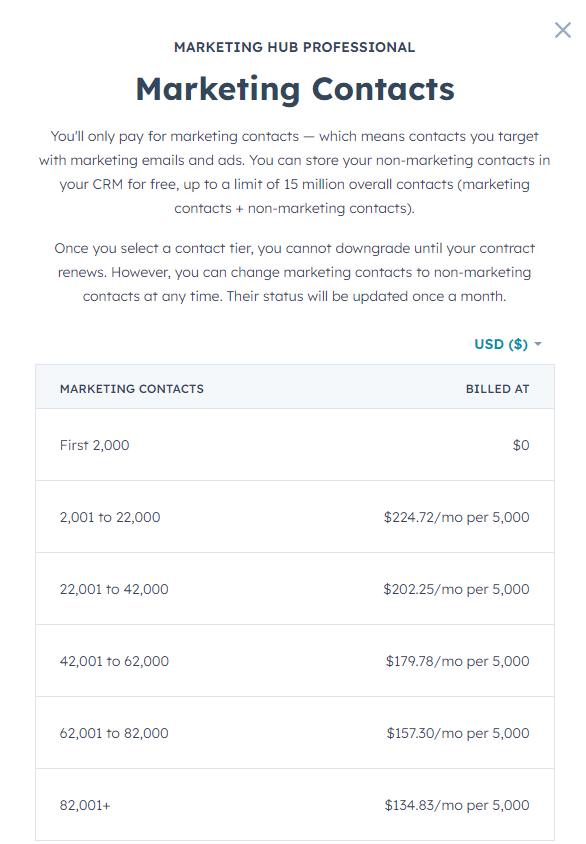 MARKETING HUB PROFESSIONAL
Marketing Contacts
You'll only pay for marketing contacts — which means contacts you target
with marketing emails and ads. You can store your non-marketing contacts in
your CRM for free, up to a limit of 15 million overall contacts (marketing
contacts + non-marketing contacts).
Once you select a contact tier, you cannot downgrade until your contract
renews. However, you can change marketing contacts to non-marketing
contacts at any time. Their status will be updated once a month.
USD ($)
MARKETING CONTACTS BILLED AT
First 2,000 $0
2,001 to 22,000 $224.72/mo per 5,000
22,001 to 42,000 $202.25/mo per 5,000
42,001 to 62,000 $179.78/mo per 5,000
62,001 to 82,000 $157.30/mo per 5,000
82,001+ $134.83/mo per 5,000